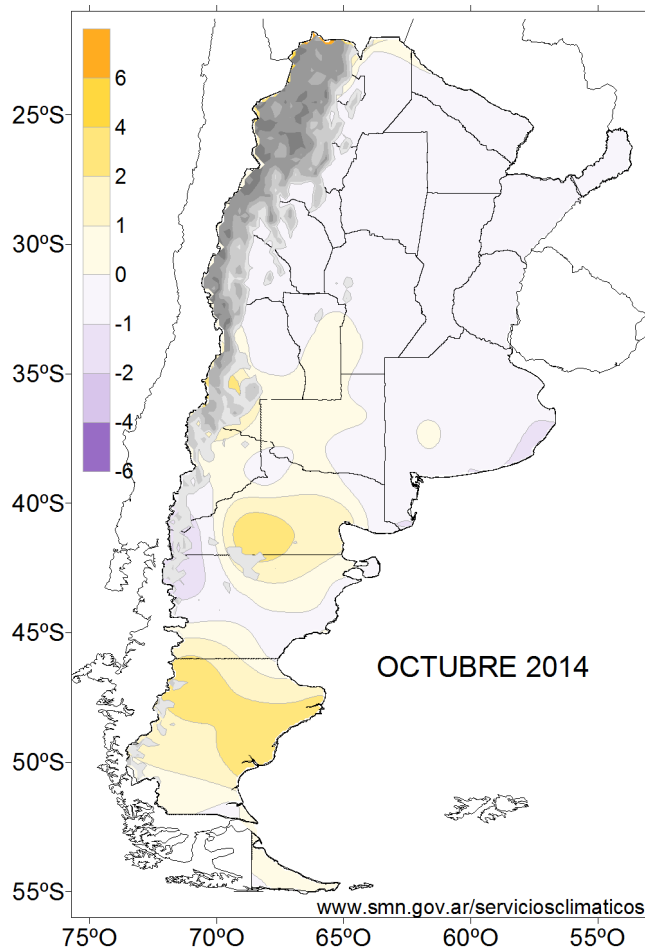 6
4
2
1
0
-1
-2
-4
-6
25ºS
30ºS
35ºS
40ºS
45ºS
50ºS
55ºS
OCTUBRE 2014
www.smn.gov.ar/serviciosclimaticos
75ºO 70ºO 65ºO 60ºO 55ºO